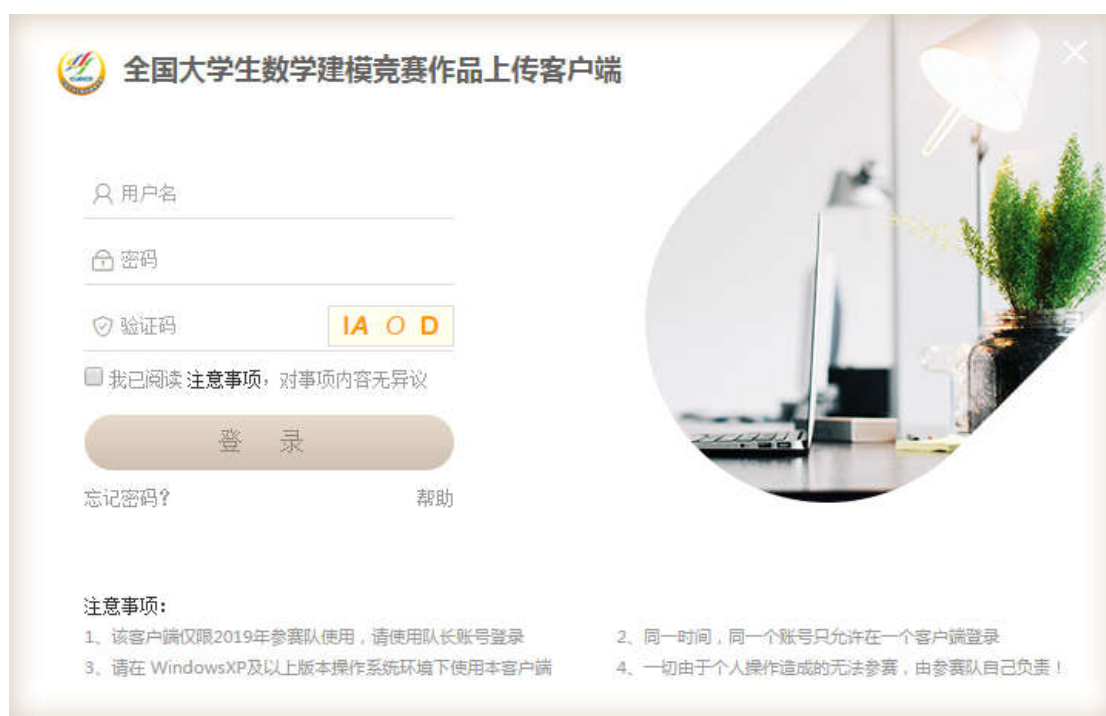 全国大学生数学建模竞赛作品上传客户端
用户名
密码
验证码 IA O D
我已阅读 注意事项，对事项内容无异议
登 录
忘记密码？ 帮助
注意事项：
1、该客户端仅限2019年参赛队使用，请使用队长账号登录
2、同一时间，同一个账号只允许在一个客户端登录
3、请在 WindowsXP及以上版本操作系统环境下使用本客户端
4、一切由于个人操作造成的无法参赛，由参赛队自己负责！